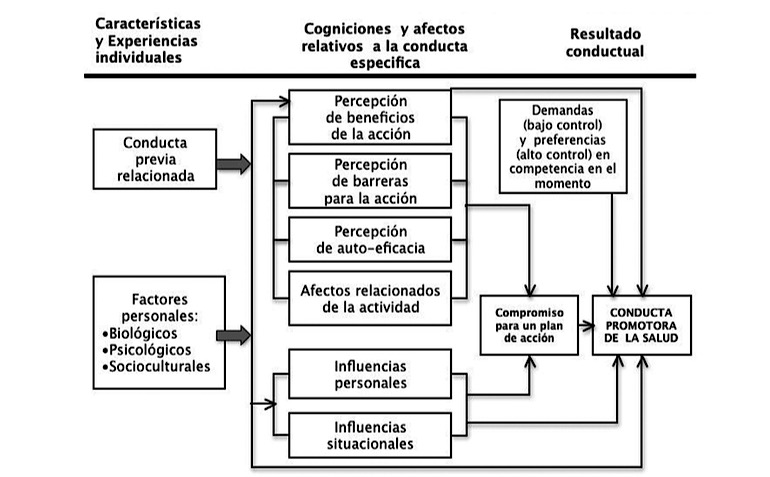 Características
y Experiencias
individuales
Cogniciones y afectos
relativos a la conducta
especifica
Resultado
conductual
Conducta
previa
relacionada
Factores
personales:
•Biológicos
•Psicológicos
•Socioculturales
Percepción
de beneficios
de la acción
Percepción
de barreras
para la acción
Percepción
de auto-eficacia
Afectos relacionados
de la actividad
Influencias
personales
Influencias
situacionales
Demandas
(bajo control)
y preferencias
(alto control) en
competencia en el
momento
Compromiso
para un plan
de acción
CONDUCTA
PROMOTORA
DE LA SALUD